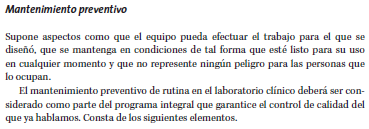 Mantenimiento preventivo
Supone aspectos como que el equipo pueda efectuar el trabajo para el que se
diseñó, que se mantenga en condiciones de tal forma que esté listo para su uso
en cualquier momento y que no represente ningún peligro para las personas que
lo ocupan.
El mantenimiento preventivo de rutina en el laboratorio clínico deberá ser con-
siderado como parte del programa integral que garantice el control de calidad del
que ya hablamos. Consta de los siguientes elementos.